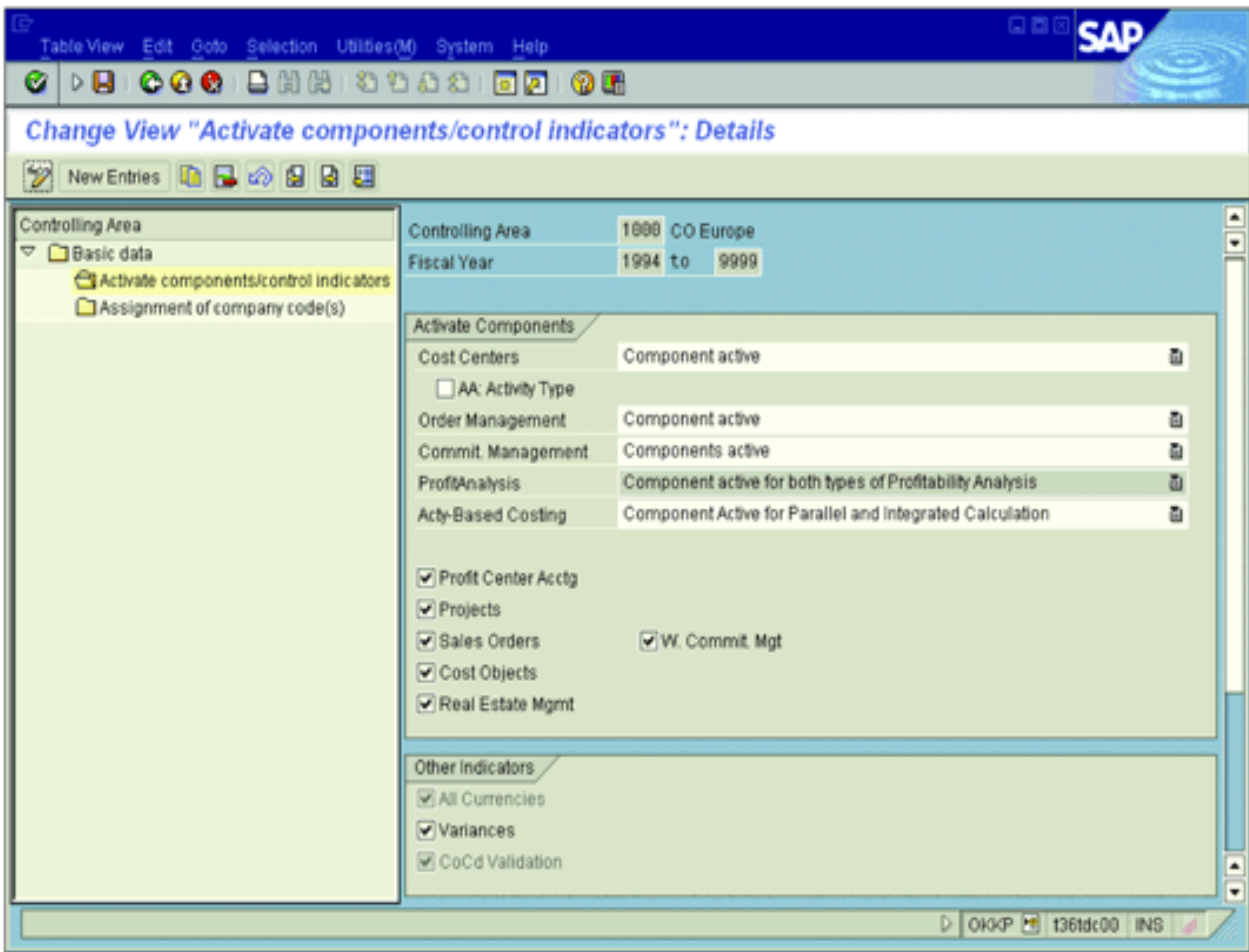 Table View Edit Goto Selection Utilities(M) System Help
SAP
Change View "Activate components/control indicators": Details
New Entries
Controlling Area
Basic data
Activate components/control indicators
Assignment of company code(s)
Controlling Area 1000 CO Europe
Fiscal Year 1994 to 9999
Activate Components
Cost Centers Component active
AA: Activity Type
Order Management Component active
Commit. Management Components active
ProfitAnalysis Component active for both types of Profitability Analysis
Acty-Based Costing Component Active for Parallel and Integrated Calculation
Profit Center Acctg
Projects
Sales Orders W. Commit. Mgt
Cost Objects
Real Estate Mgmt
Other Indicators
All Currencies
Variances
CoCd Validation
OKKP t36tdc00 INS